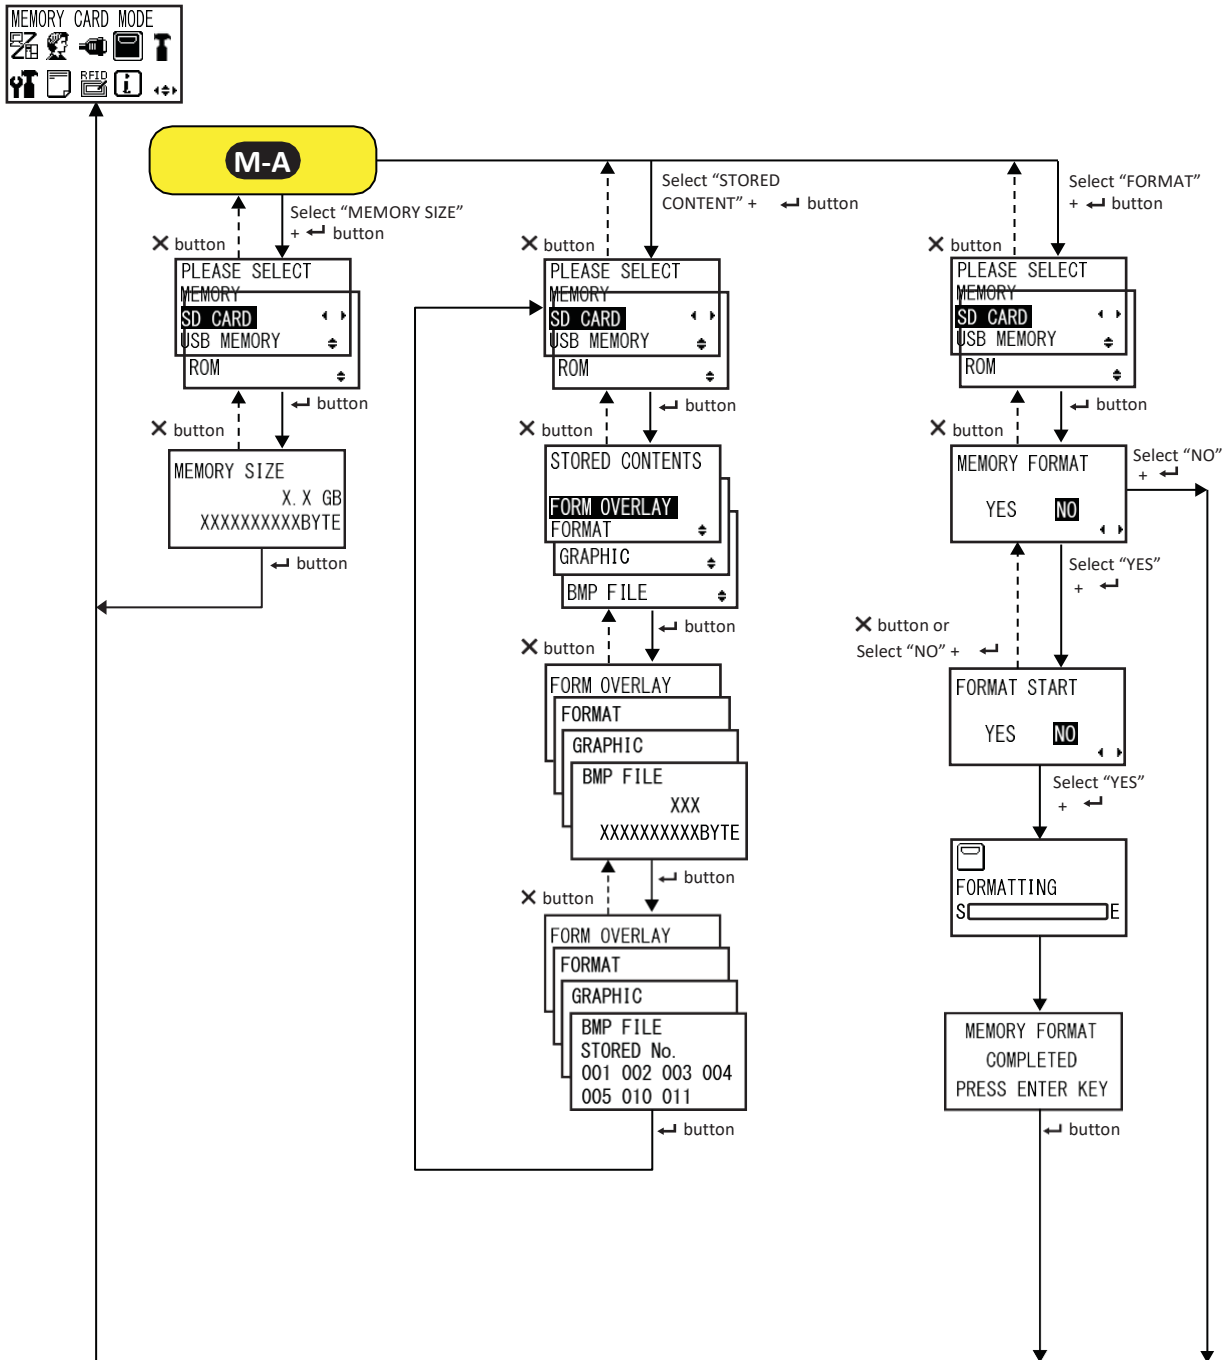 MEMORY CARD MODE
RFID
i
M-A
Select “MEMORY SIZE”
+ ↵ button
✕ button
PLEASE SELECT
MEMORY
SD CARD
USB MEMORY
ROM
↵ button
✕ button
MEMORY SIZE
X.X GB
XXXXXXXXXXBYTE
↵ button
Select “STORED
CONTENT” + ↵ button
✕ button
PLEASE SELECT
MEMORY
SD CARD
USB MEMORY
ROM
↵ button
✕ button
STORED CONTENTS
FORM OVERLAY
FORMAT
GRAPHIC
BMP FILE
↵ button
✕ button
FORM OVERLAY
FORMAT
GRAPHIC
BMP FILE
XXX
XXXXXXXXXXBYTE
↵ button
✕ button
FORM OVERLAY
FORMAT
GRAPHIC
BMP FILE
STORED No.
001 002 003 004
005 010 011
↵ button
Select “FORMAT”
+ ↵ button
✕ button
PLEASE SELECT
MEMORY
SD CARD
USB MEMORY
ROM
↵ button
✕ button
MEMORY FORMAT
YES NO
Select “NO”
+ ↵
Select “YES”
+ ↵
✕ button or
Select “NO” + ↵
FORMAT START
YES NO
Select “YES”
+ ↵
FORMATTING
S E
MEMORY FORMAT
COMPLETED
PRESS ENTER KEY
↵ button